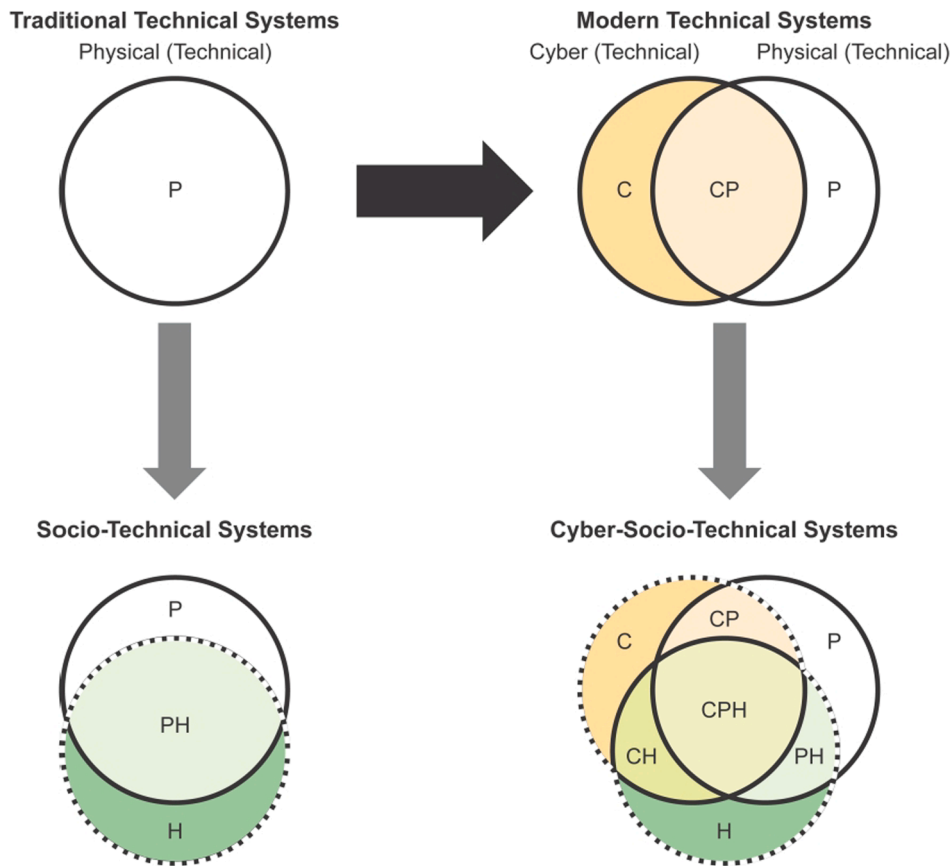 Traditional Technical Systems
Physical (Technical)
P
Modern Technical Systems
Cyber (Technical)
Physical (Technical)
C
CP
P
Socio-Technical Systems
P
PH
H
Cyber-Socio-Technical Systems
C
CP
P
CPH
CH
PH
H